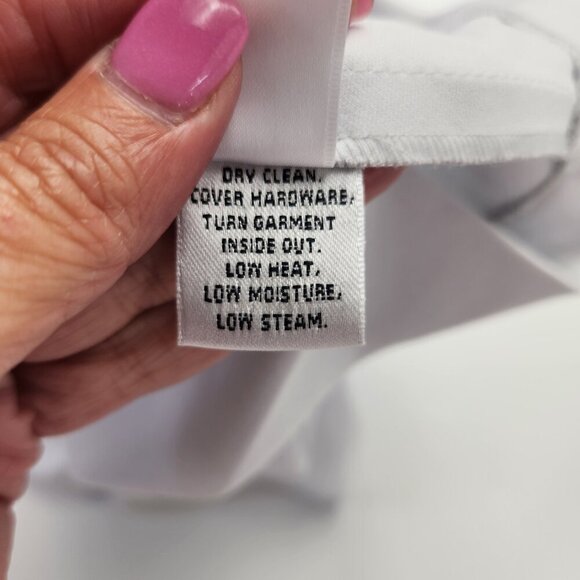 DRY CLEAN.
COVER HARDWARE,
TURN GARMENT
INSIDE OUT.
LOW HEAT,
LOW MOISTURE,
LOW STEAM.